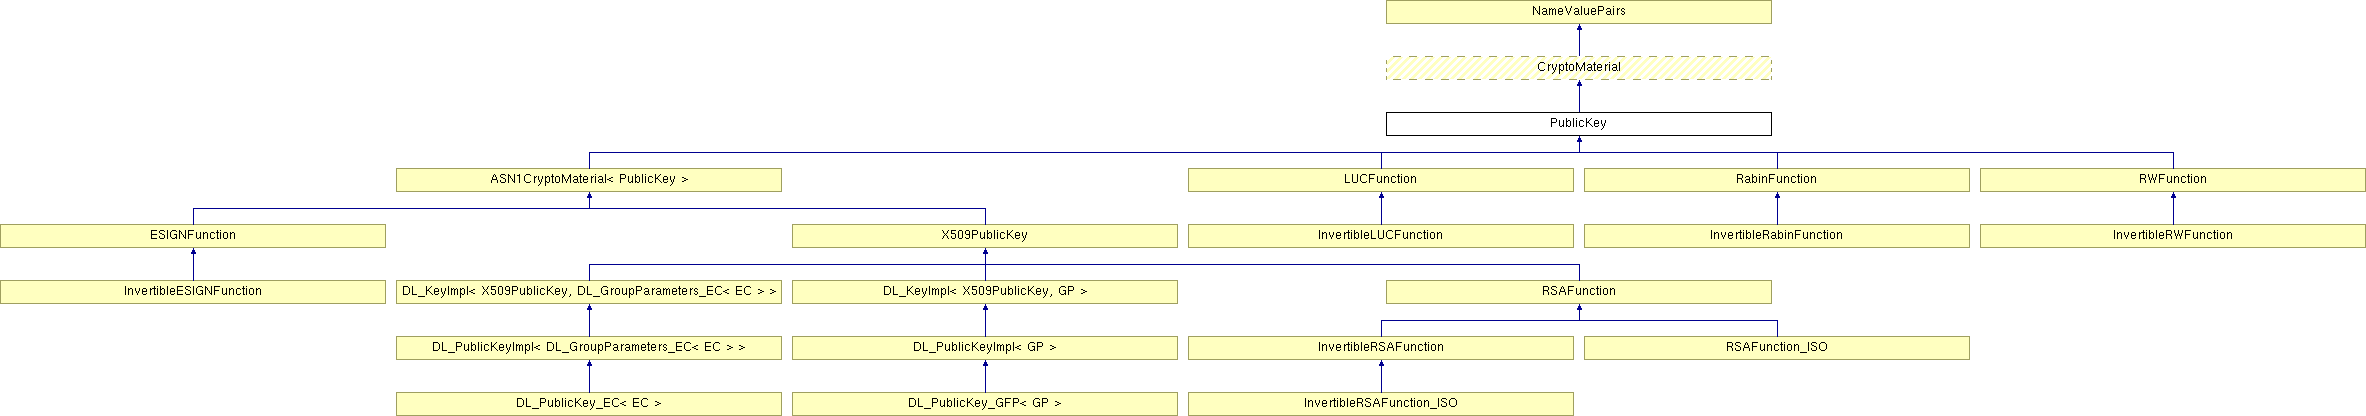 NameValuePairs
CryptoMaterial
PublicKey
ASN1CryptoMaterial< PublicKey >
LUCFunction
RabinFunction
RWFunction
ESIGNFunction
X509PublicKey
InvertibleLUCFunction
InvertibleRabinFunction
InvertibleRWFunction
InvertibleESIGNFunction
DL_KeyImpl< X509PublicKey, DL_GroupParameters_EC< EC > >
DL_KeyImpl< X509PublicKey, GP >
RSAFunction
DL_PublicKeyImpl< DL_GroupParameters_EC< EC > >
DL_PublicKeyImpl< GP >
InvertibleRSAFunction
RSAFunction_ISO
DL_PublicKey_EC< EC >
DL_PublicKey_GFP< GP >
InvertibleRSAFunction_ISO